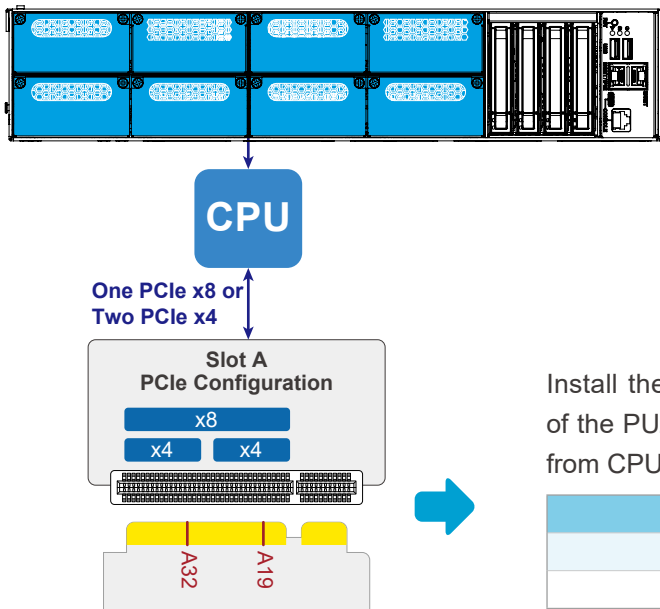 CPU
One PCIe x8 or
Two PCIe x4
Slot A
PCIe Configuration
x8
x4 x4
Install the
of the PU
from CPU
A32 A19